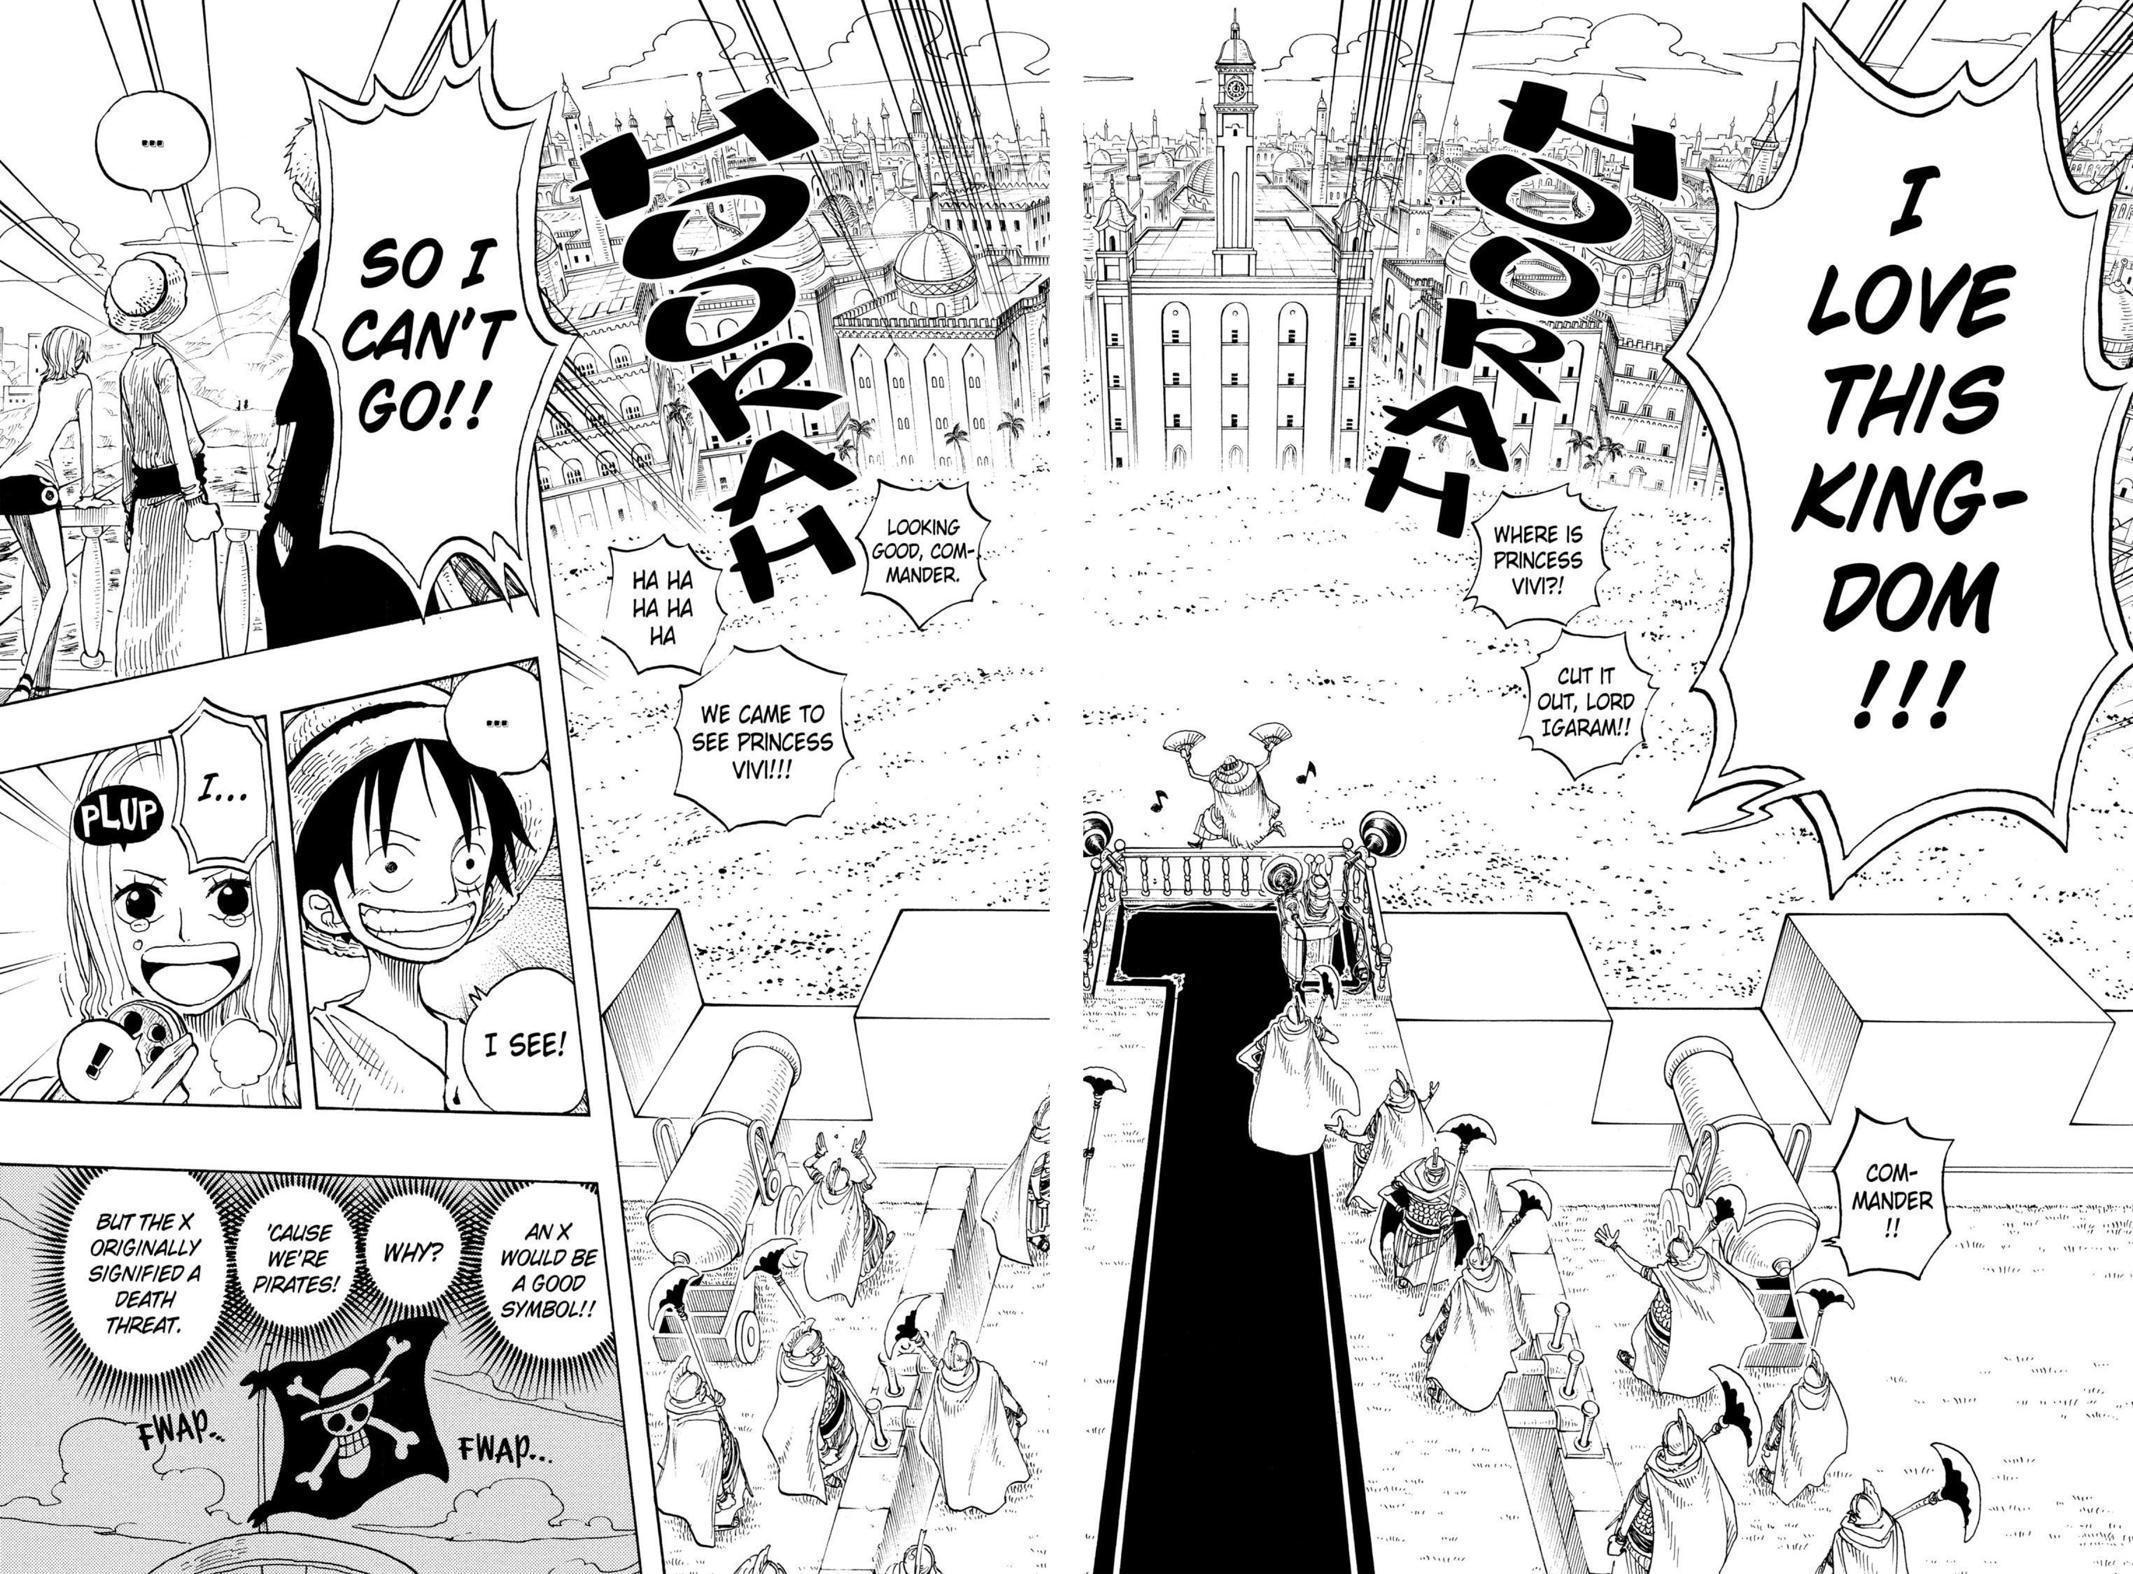 I
LOVE
THIS
KING-
DOM
!!!
HOORAH
WHERE IS
PRINCESS
VIVI?!
CUT IT
OUT, LORD
IGARAM!!
COM-
MANDER
!!
HOORAH
LOOKING
GOOD, COM-
MANDER.
HA HA
HA HA
HA
WE CAME TO
SEE PRINCESS
VIVI!!!
SO I
CAN'T
GO!!
...
...
I SEE!
I...
PLUP
!
AN X
WOULD BE
A GOOD
SYMBOL!!
WHY?
'CAUSE
WE'RE
PIRATES!
BUT THE X
ORIGINALLY
SIGNIFIED A
DEATH
THREAT.
FWAP...
FWAP...